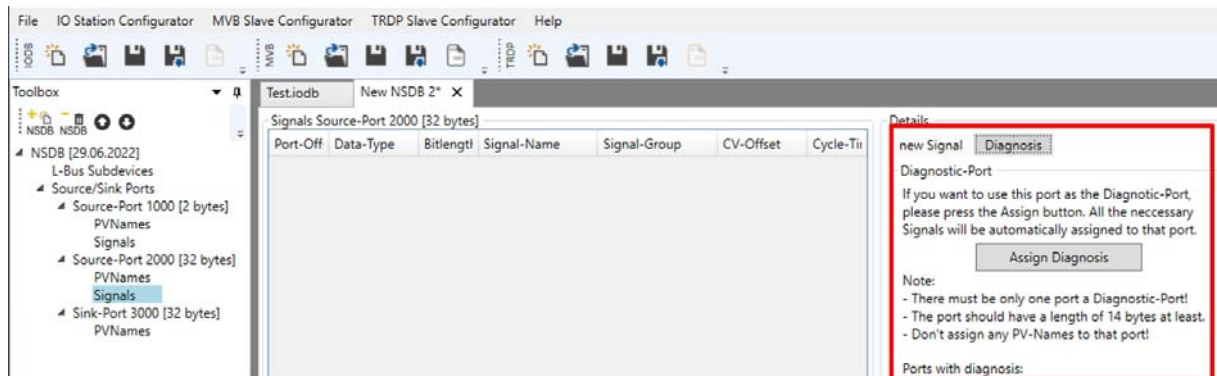 File IO Station Configurator MVB Slave Configurator TRDP Slave Configurator Help
IODB MVB TRDP
Toolbox
Test.iodb New NSDB 2*
NSDB NSDB
Signals Source-Port 2000 [32 bytes]
Details
Port-Off Data-Type Bitlengtl Signal-Name Signal-Group CV-Offset Cycle-Tir
new Signal Diagnosis
NSDB [29.06.2022]
L-Bus Subdevices
Source/Sink Ports
Source-Port 1000 [2 bytes]
PVNames
Signals
Source-Port 2000 [32 bytes]
PVNames
Signals
Sink-Port 3000 [32 bytes]
PVNames
Diagnostic-Port
If you want to use this port as the Diagnotic-Port,
please press the Assign button. All the neccessary
Signals will be automatically assigned to that port.
Assign Diagnosis
Note:
- There must be only one port a Diagnostic-Port!
- The port should have a length of 14 bytes at least.
- Don't assign any PV-Names to that port!
Ports with diagnosis: